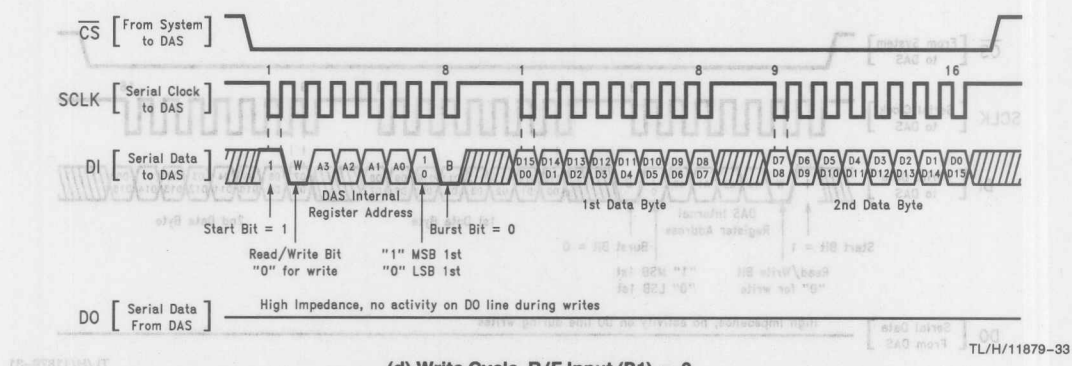 CS [ From System to DAS ]
1 8 1 8 9 16
SCLK [ Serial Clock to DAS ]
DI [ Serial Data to DAS ]
1 W A3 A2 A1 A0 1 B D15 D14 D13 D12 D11 D10 D9 D8 D7 D6 D5 D4 D3 D2 D1 D0
0 D0 D1 D2 D3 D4 D5 D6 D7 D8 D9 D10 D11 D12 D13 D14 D15
DAS Internal
Register Address
1st Data Byte
2nd Data Byte
Start Bit = 1
Burst Bit = 0
Read/Write Bit
"0" for write
"1" MSB 1st
"0" LSB 1st
DO [ Serial Data From DAS ]
High Impedance, no activity on DO line during writes
TL/H/11879-33